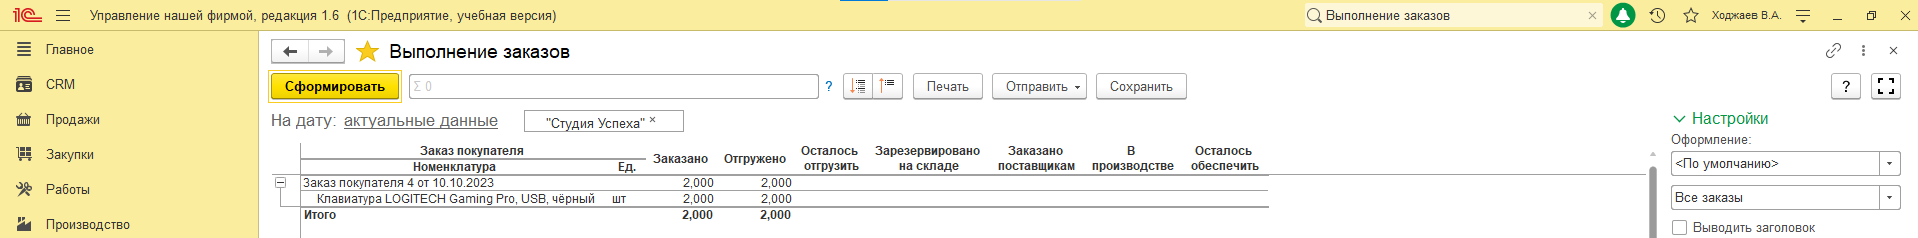 1С Управление нашей фирмой, редакция 1.6 (1С:Предприятие, учебная версия) Выполнение заказов × Ходжаев В.А.
Главное
CRM
Продажи
Закупки
Работы
Производство
Выполнение заказов
Сформировать Σ 0 ? Печать Отправить Сохранить ?
На дату: актуальные данные "Студия Успеха" ×
Заказ покупателя Заказано Отгружено Осталось отгрузить Зарезервировано на складе Заказано поставщикам В производстве Осталось обеспечить
Номенклатура Ед.
Заказ покупателя 4 от 10.10.2023 2,000 2,000
Клавиатура LOGITECH Gaming Pro, USB, чёрный шт 2,000 2,000
Итого 2,000 2,000
Настройки
Оформление:
<По умолчанию>
Все заказы
Выводить заголовок